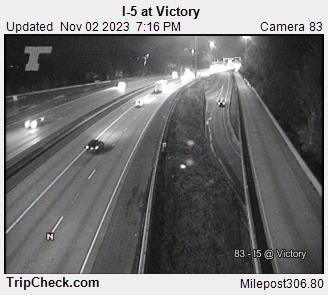 I-5 at Victory
Updated Nov 02 2023 7:16 PM Camera 83
T
N
83 - I5 @ Victory
TripCheck.com Milepost306.80